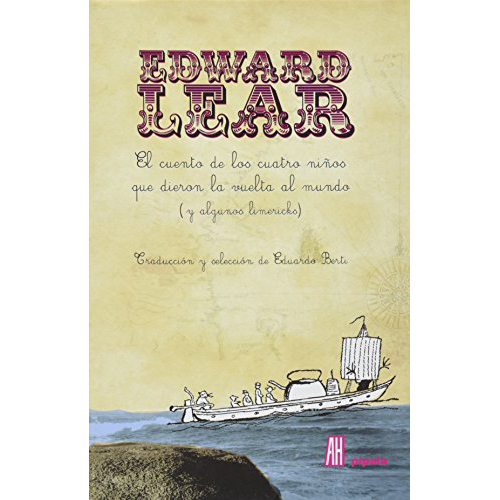 EDWARD
LEAR
El cuento de los cuatro niños
que dieron la vuelta al mundo
(y algunos limericks)
Traducción y selección de Eduardo Berti
AH pípala